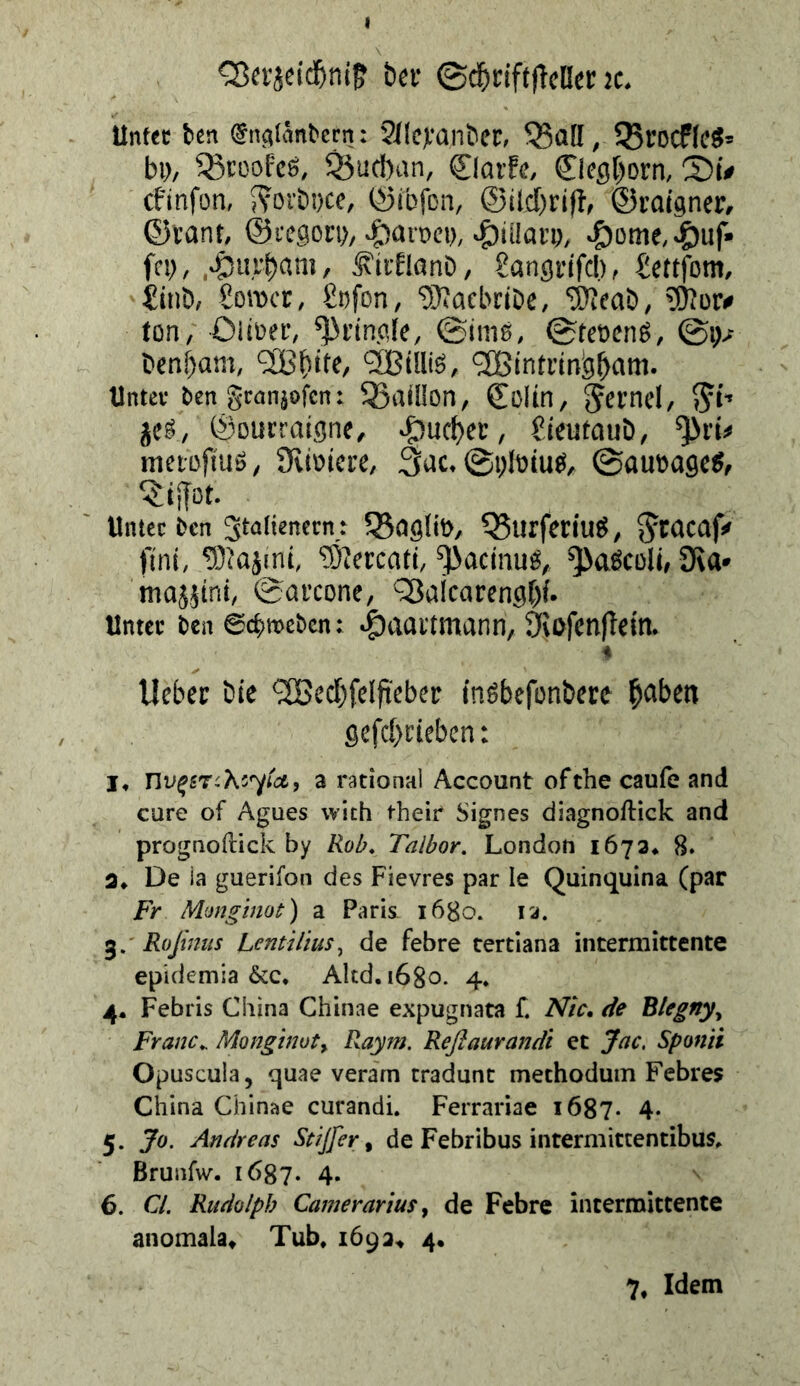 Verzeichniß der Schriftsteller ꝛc.
Unter den Engländern: Alexander, Ball, Brockles-
by, Brookes, Buchan, Clarke, Cleghorn, Di-
ckinson, Fordyce, Gibson, Gilchrist, Graigner,
Grant, Gregory, Harvey, Hillary, Home, Hus-
sey, Huxham, Kirkland, Langrisch, Lettsom,
Lind, Lower, Lyson, Macbride, Mead, Mor-
ton, Oliver, Pringle, Sims, Stevens, Sy-
denham, White, Willis, Wintringham.
Unter den Franzosen: Baillon, Colin, Fernel, Fi-
zes, Gourraigne, Hucher, Lieutaud, Pri-
merosius, Riviere, Jac. Sylvius, Sauvages,
Tissot.
Unter den Italienern: Bagliv, Burserius, Fracas-
sini, Mazini, Mercati, Pacinus, Pascoli, Ra-
mazzini, Sarcone, Valcarenghi.
Unter den Schweden: Haartmann, Rosenstein.
Ueber die Wechselfieber insbesondere haben
geschrieben:
1. Πυρετολογία, a rational Account of the cause and
cure of Agues with their Signes diagnostick and
prognostick by Rob. Talbor. London 1672. 8.
2. De la guerison des Fievres par le Quinquina (par
Fr Monginot) a Paris 1680. 12.
3. Rosinus Lentilius, de febre tertiana intermittente
epidemia &c. Altd. 1680. 4.
4. Febris China Chinae expugnata s. Nic. de Blegny,
Franc. Monginot, Raym. Restaurandi et Jac. Sponii
Opuscula, quae veram tradunt methodum Febres
China Chinae curandi. Ferrariae 1687. 4.
5. Jo. Andreas Stisser, de Febribus intermittentibus.
Brunsw. 1687. 4.
6. Cl. Rudolph Camerarius, de Febre intermittente
anomala. Tub. 1692. 4.
7. Idem